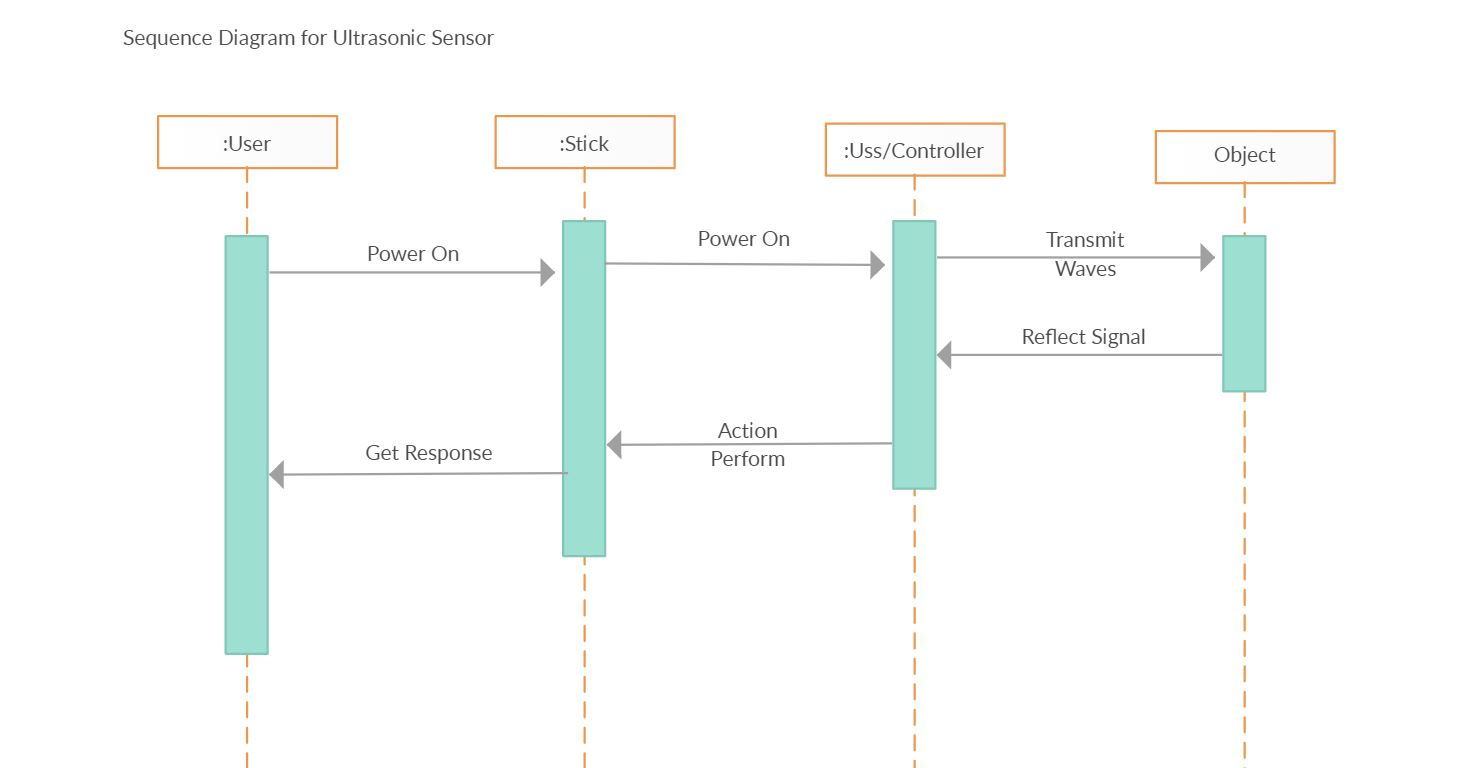 Sequence Diagram for Ultrasonic Sensor
:User
:Stick
:Uss/Controller
Object
Power On
Power On
Transmit
Waves
Reflect Signal
Action
Perform
Get Response